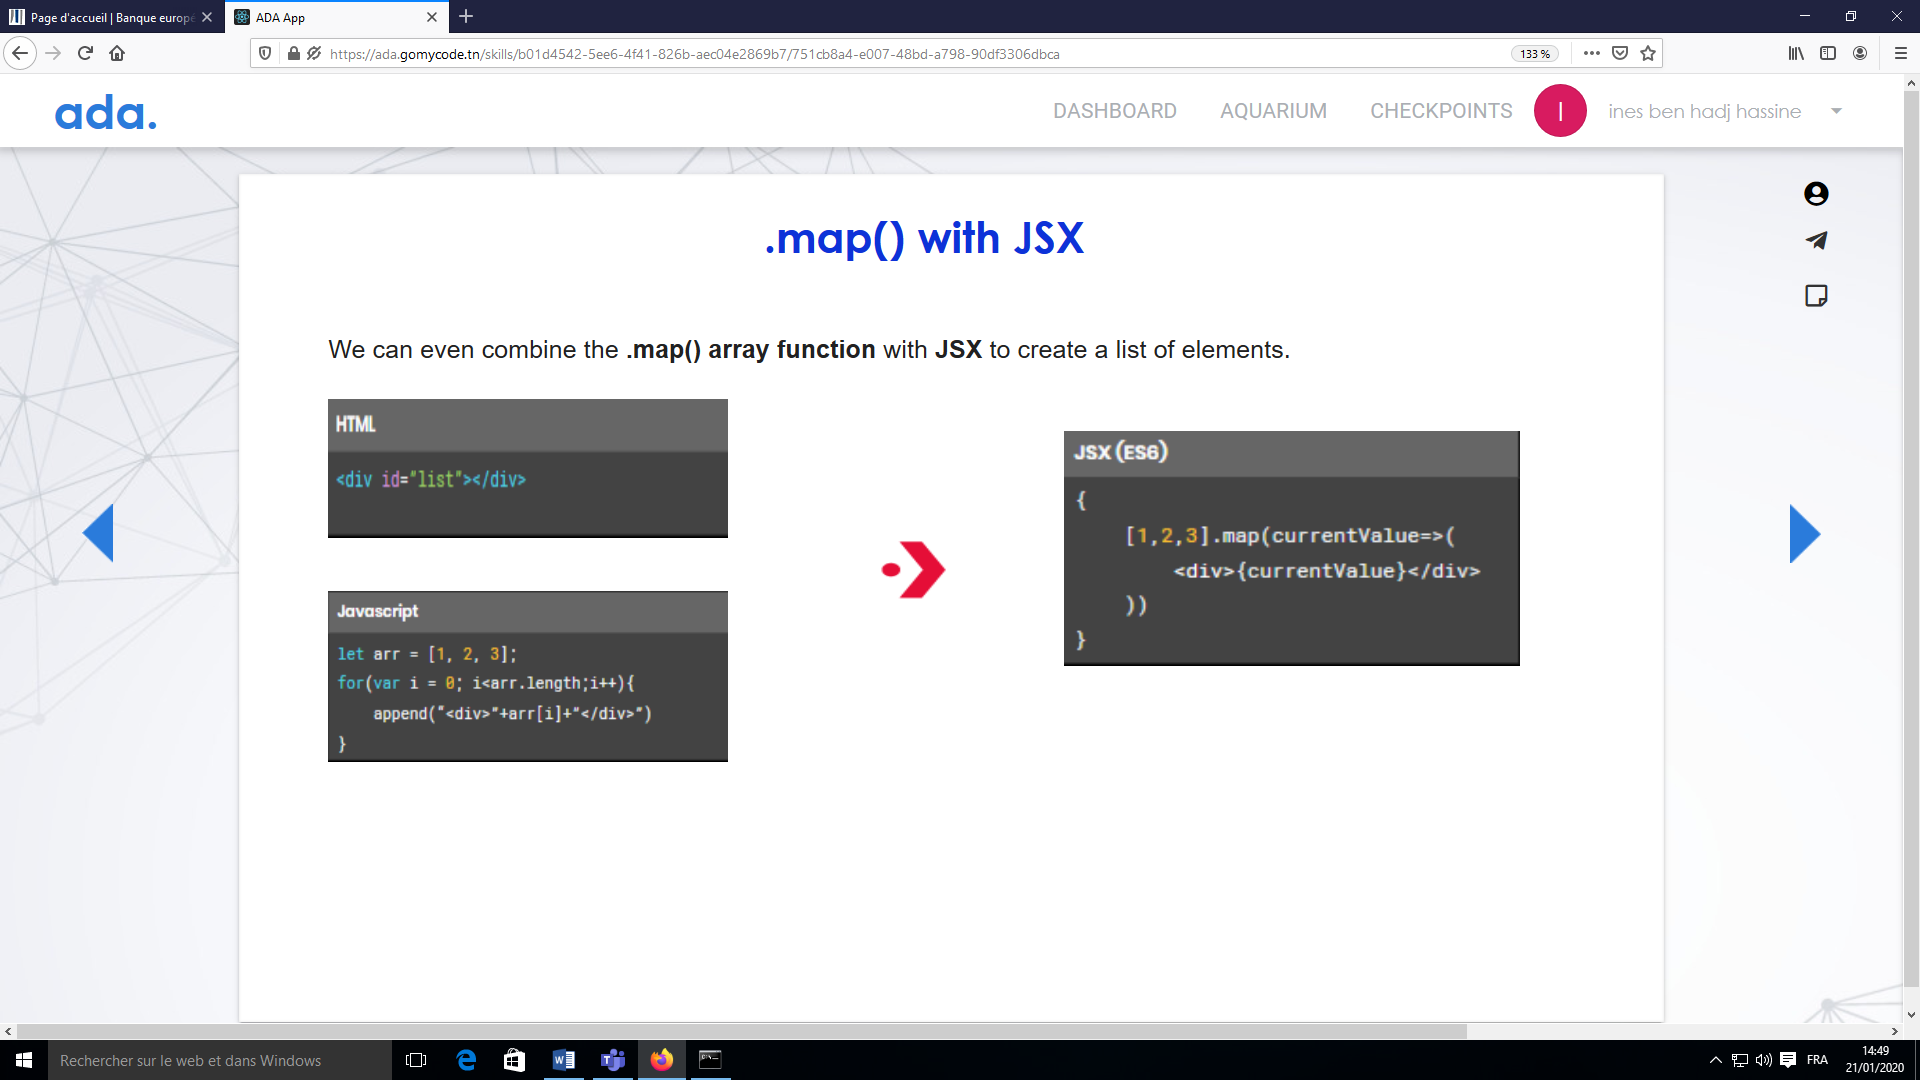 Page d'accueil | Banque europé
ADA App
https://ada.gomycode.tn/skills/b01d4542-5ee6-4f41-826b-aec04e2869b7/751cb8a4-e007-48bd-a798-90df3306dbca
133 %
ada.
DASHBOARD
AQUARIUM
CHECKPOINTS
I
ines ben hadj hassine
.map() with JSX
We can even combine the .map() array function with JSX to create a list of elements.
HTML
<div id="list"></div>
Javascript
let arr = [1, 2, 3];
for(var i = 0; i<arr.length;i++){
append("<div>"+arr[i]+"</div>")
}
JSX (ES6)
{
[1,2,3].map(currentValue=>(
<div>{currentValue}</div>
))
}
Rechercher sur le web et dans Windows
FRA
14:49
21/01/2020